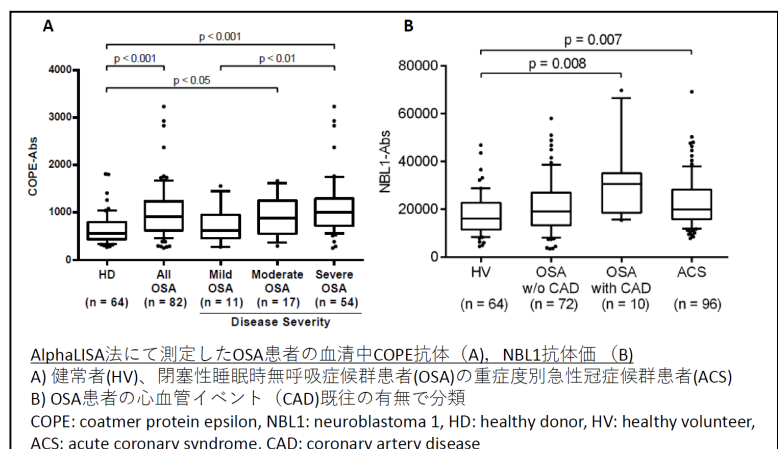 A
p < 0.001
p < 0.001
p < 0.01
p < 0.05
COPE-Abs
4000
3000
2000
1000
0
HD
All OSA
Mild OSA
Moderate OSA
Severe OSA
(n = 64)
(n = 82)
(n = 11)
(n = 17)
(n = 54)
Disease Severity
B
p = 0.007
p = 0.008
NBL1-Abs
80000
60000
40000
20000
0
HV
OSA w/o CAD
OSA with CAD
ACS
(n = 64)
(n = 72)
(n = 10)
(n = 96)
AlphaLISA法にて測定したOSA患者の血清中COPE抗体（A)，NBL1抗体価 （B)
A) 健常者(HV)、閉塞性睡眠時無呼吸症候群患者(OSA)の重症度別急性冠症候群患者(ACS)
B) OSA患者の心血管イベント（CAD)既往の有無で分類
COPE: coatmer protein epsilon, NBL1: neuroblastoma 1, HD: healthy donor, HV: healthy volunteer,
ACS: acute coronary syndrome, CAD: coronary artery disease